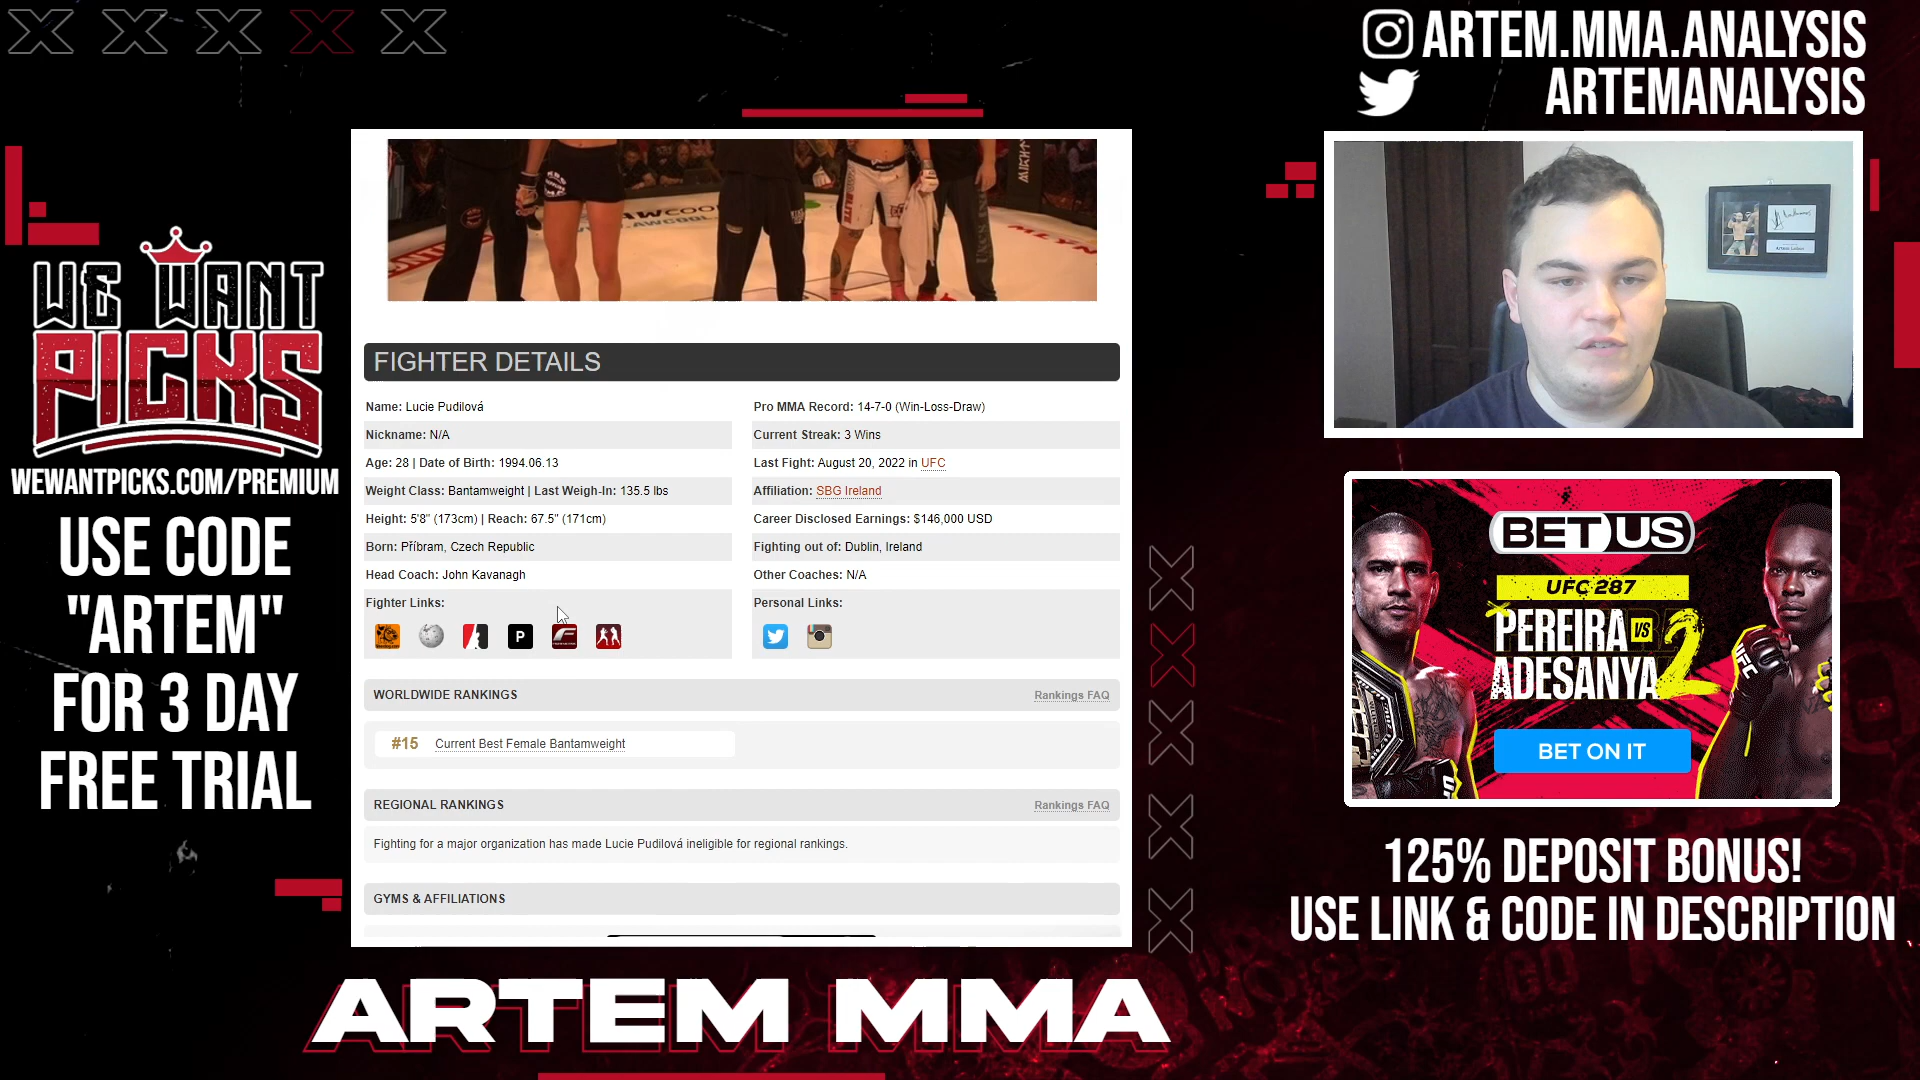 ARTEM.MMA.ANALYSIS
ARTEMANALYSIS
WE WANT
PICKS
WEWANTPICKS.COM/PREMIUM
USE CODE
"ARTEM"
FOR 3 DAY
FREE TRIAL
FIGHTER DETAILS
Name: Lucie Pudilová
Pro MMA Record: 14-7-0 (Win-Loss-Draw)
Nickname: N/A
Current Streak: 3 Wins
Age: 28 | Date of Birth: 1994.06.13
Last Fight: August 20, 2022 in UFC
Weight Class: Bantamweight | Last Weigh-In: 135.5 lbs
Affiliation: SBG Ireland
Height: 5'8" (173cm) | Reach: 67.5" (171cm)
Career Disclosed Earnings: $146,000 USD
Born: Příbram, Czech Republic
Fighting out of: Dublin, Ireland
Head Coach: John Kavanagh
Other Coaches: N/A
Fighter Links:
Personal Links:
P
WORLDWIDE RANKINGS
Rankings FAQ
#15 Current Best Female Bantamweight
REGIONAL RANKINGS
Rankings FAQ
Fighting for a major organization has made Lucie Pudilová ineligible for regional rankings.
GYMS & AFFILIATIONS
BETUS
UFC 287
PEREIRA VS
ADESANYA 2
BET ON IT
125% DEPOSIT BONUS!
USE LINK & CODE IN DESCRIPTION
ARTEM MMA